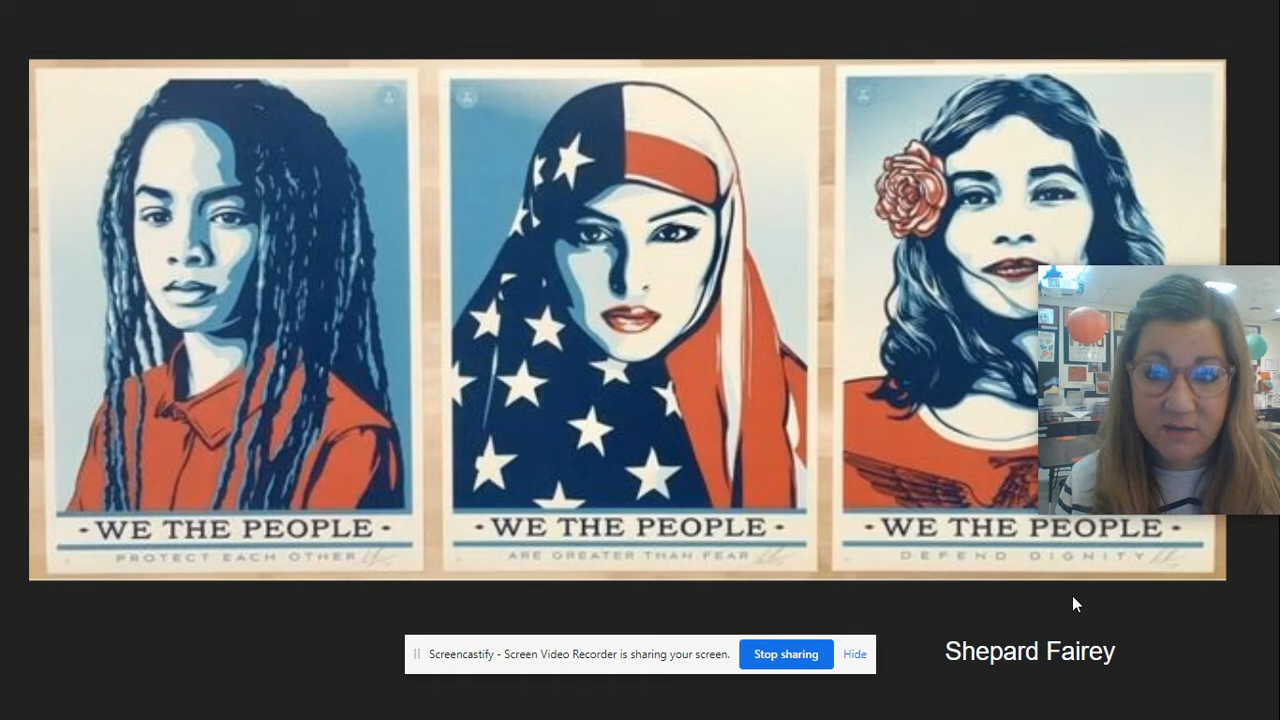 - WE THE PEOPLE -
PROTECT EACH OTHER
- WE THE PEOPLE -
ARE GREATER THAN FEAR
- WE THE PEOPLE -
DEFEND DIGNITY
Screencastify - Screen Video Recorder is sharing your screen.
Stop sharing
Hide
Shepard Fairey